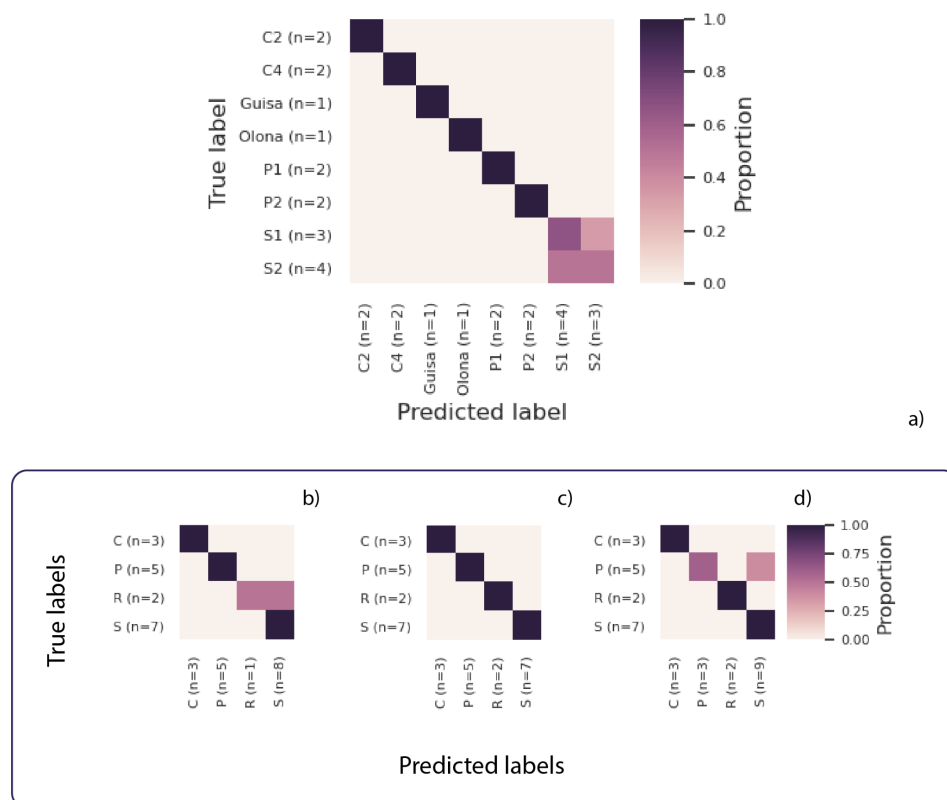 C2 (n=2)
C4 (n=2)
Guisa (n=1)
Olona (n=1)
P1 (n=2)
P2 (n=2)
S1 (n=3)
S2 (n=4)
True label
C2 (n=2)
C4 (n=2)
Guisa (n=1)
Olona (n=1)
P1 (n=2)
P2 (n=2)
S1 (n=4)
S2 (n=3)
Predicted label
1.0
0.8
0.6
0.4
0.2
0.0
Proportion
a)
True labels
b)
C (n=3)
P (n=5)
R (n=2)
S (n=7)
C (n=3)
P (n=5)
R (n=1)
S (n=8)
c)
C (n=3)
P (n=5)
R (n=2)
S (n=7)
C (n=3)
P (n=5)
R (n=2)
S (n=7)
d)
C (n=3)
P (n=5)
R (n=2)
S (n=7)
C (n=3)
P (n=3)
R (n=2)
S (n=9)
1.00
0.75
0.50
0.25
0.00
Proportion
Predicted labels